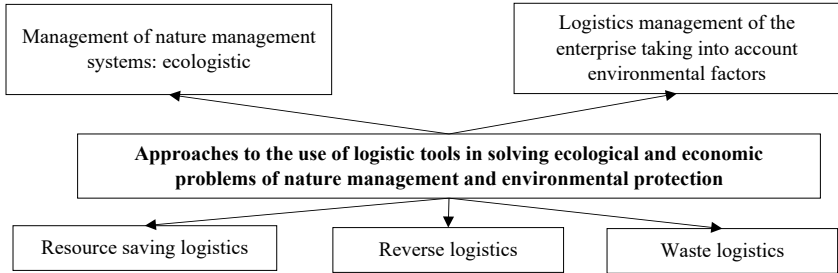 Management of nature management
systems: ecologistic
Logistics management of the
enterprise taking into account
environmental factors
Approaches to the use of logistic tools in solving ecological and economic
problems of nature management and environmental protection
Resource saving logistics
Reverse logistics
Waste logistics